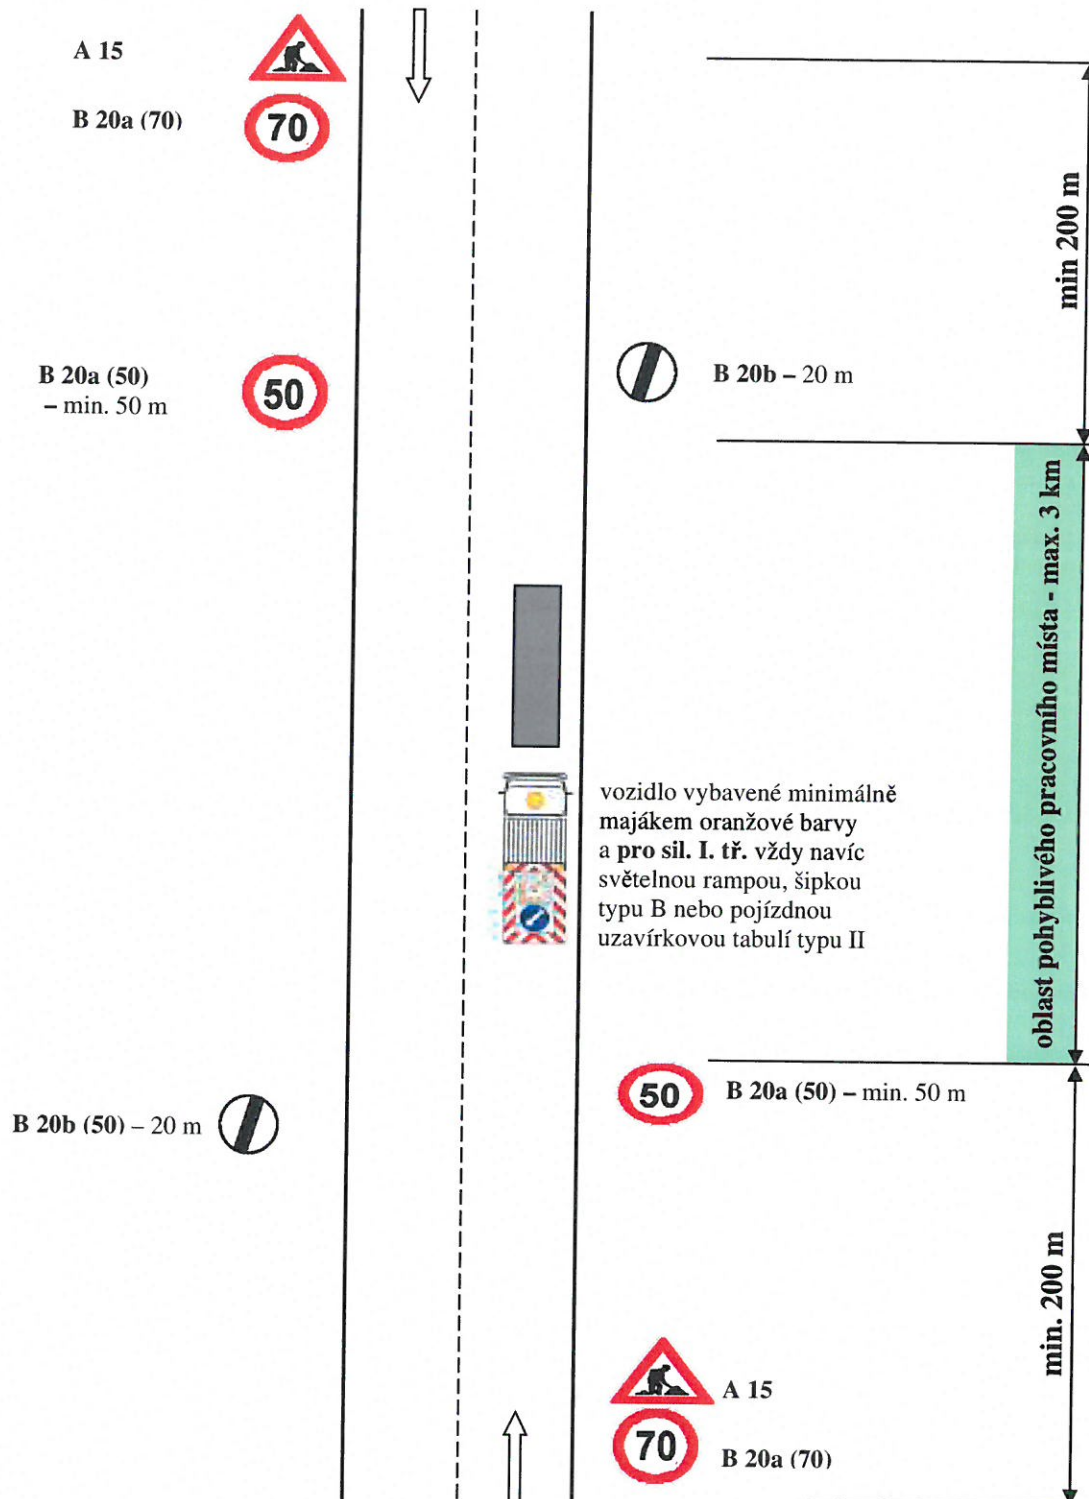 A 15
B 20a (70)
70
min 200 m
B 20a (50)
– min. 50 m
50
B 20b – 20 m
oblast pohyblivého pracovního místa - max. 3 km
vozidlo vybavené minimálně
majákem oranžové barvy
a pro sil. I. tř. vždy navíc
světelnou rampou, šipkou
typu B nebo pojízdnou
uzavírkovou tabulí typu II
50
B 20a (50) – min. 50 m
B 20b (50) – 20 m
min. 200 m
A 15
70
B 20a (70)